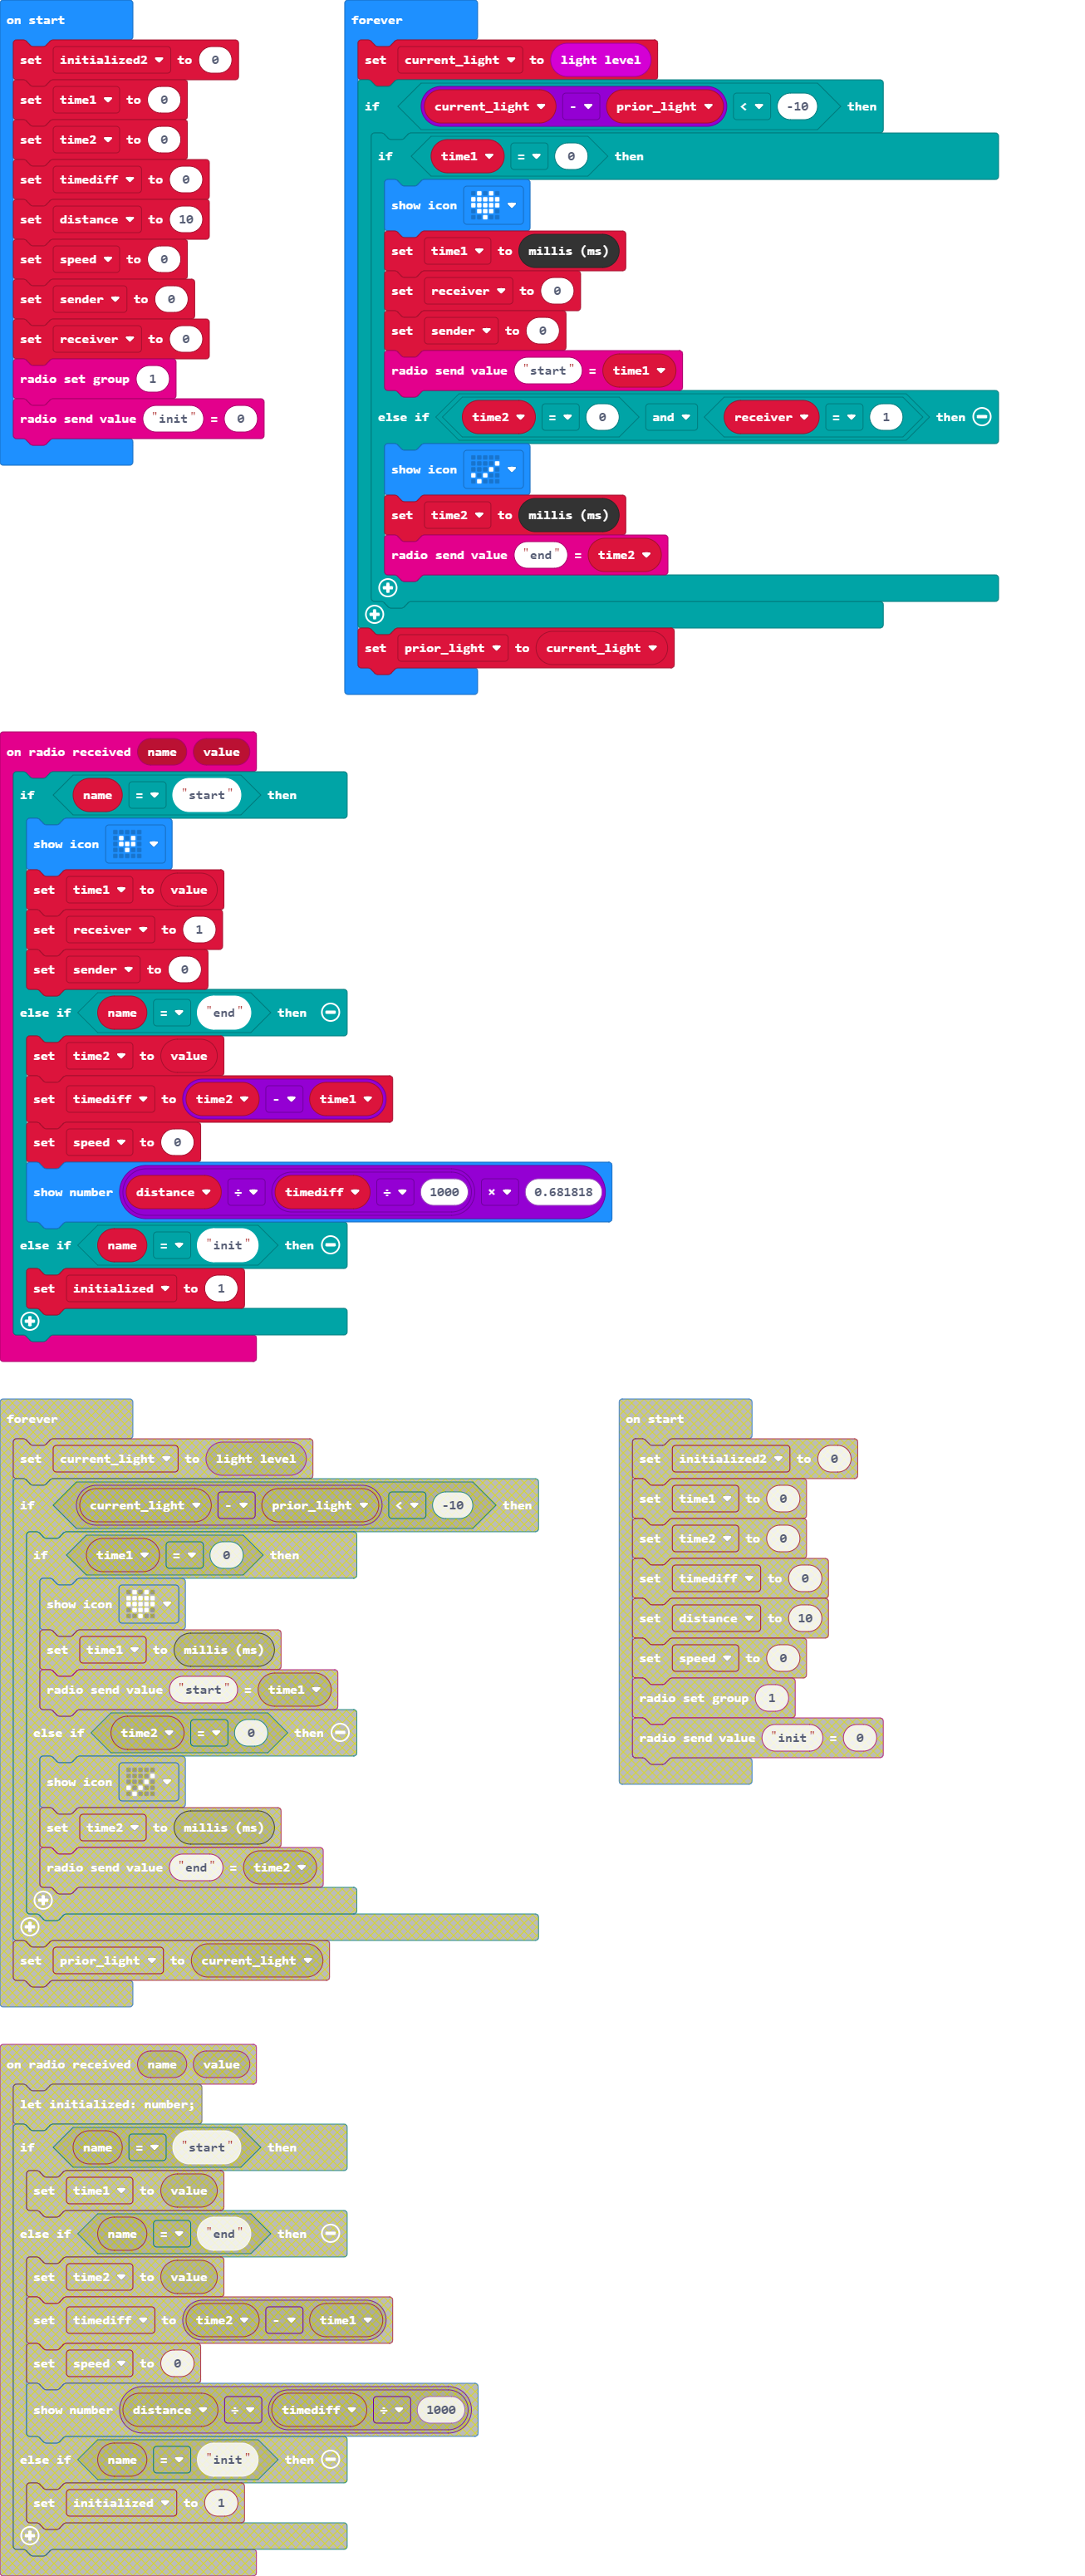 on start
set initialized2 to 0
set time1 to 0
set time2 to 0
set timediff to 0
set distance to 10
set speed to 0
set sender to 0
set receiver to 0
radio set group 1
radio send value "init" = 0
forever
set current_light to light level
if current_light - prior_light < -10 then
if time1 = 0 then
show icon
set time1 to millis (ms)
set receiver to 0
set sender to 0
radio send value "start" = time1
else if time2 = 0 and receiver = 1 then
show icon
set time2 to millis (ms)
radio send value "end" = time2
set prior_light to current_light
on radio received name value
if name = "start" then
show icon
set time1 to value
set receiver to 1
set sender to 0
else if name = "end" then
set time2 to value
set timediff to time2 - time1
set speed to 0
show number distance ÷ timediff ÷ 1000 × 0.681818
else if name = "init" then
set initialized to 1
forever
set current_light to light level
if current_light - prior_light < -10 then
if time1 = 0 then
show icon
set time1 to millis (ms)
radio send value "start" = time1
else if time2 = 0 then
show icon
set time2 to millis (ms)
radio send value "end" = time2
set prior_light to current_light
on start
set initialized2 to 0
set time1 to 0
set time2 to 0
set timediff to 0
set distance to 10
set speed to 0
radio set group 1
radio send value "init" = 0
on radio received name value
let initialized: number;
if name = "start" then
set time1 to value
else if name = "end" then
set time2 to value
set timediff to time2 - time1
set speed to 0
show number distance ÷ timediff ÷ 1000
else if name = "init" then
set initialized to 1